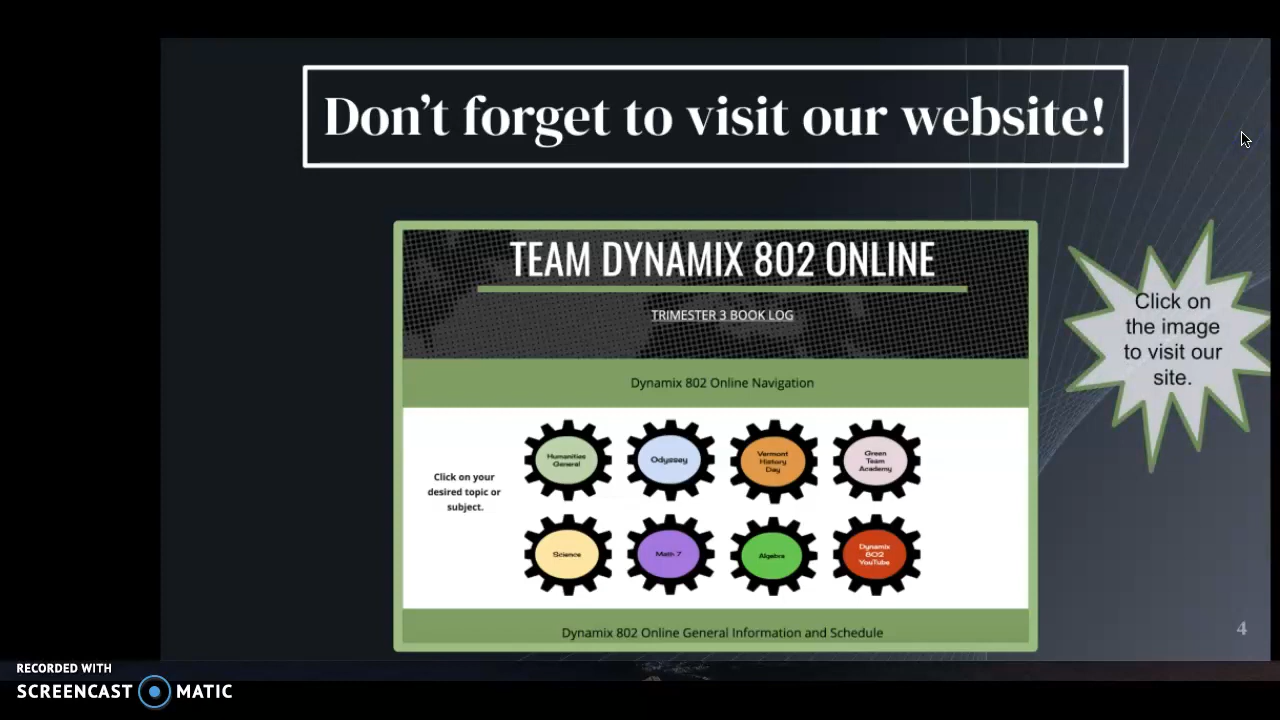 Don't forget to visit our website!
TEAM DYNAMIX 802 ONLINE
TRIMESTER 3 BOOK LOG
Dynamix 802 Online Navigation
Click on your
desired topic or
subject.
Humanities
General
Odyssey
Vermont
History
Day
Green
Team
Academy
Science
Math 7
Algebra
Dynamix
802
YouTube
Dynamix 802 Online General Information and Schedule
Click on
the image
to visit our
site.
4
RECORDED WITH
SCREENCAST MATIC